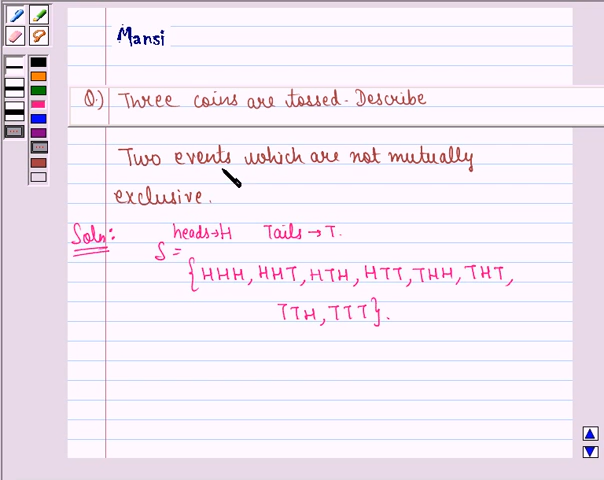 Mansi
Q.) Three coins are tossed. Describe
Two events which are not mutually
exclusive.
Soln: heads→H Tails→T.
S =
{HHH, HHT, HTH, HTT, THH, THT,
TTH, TTT}.